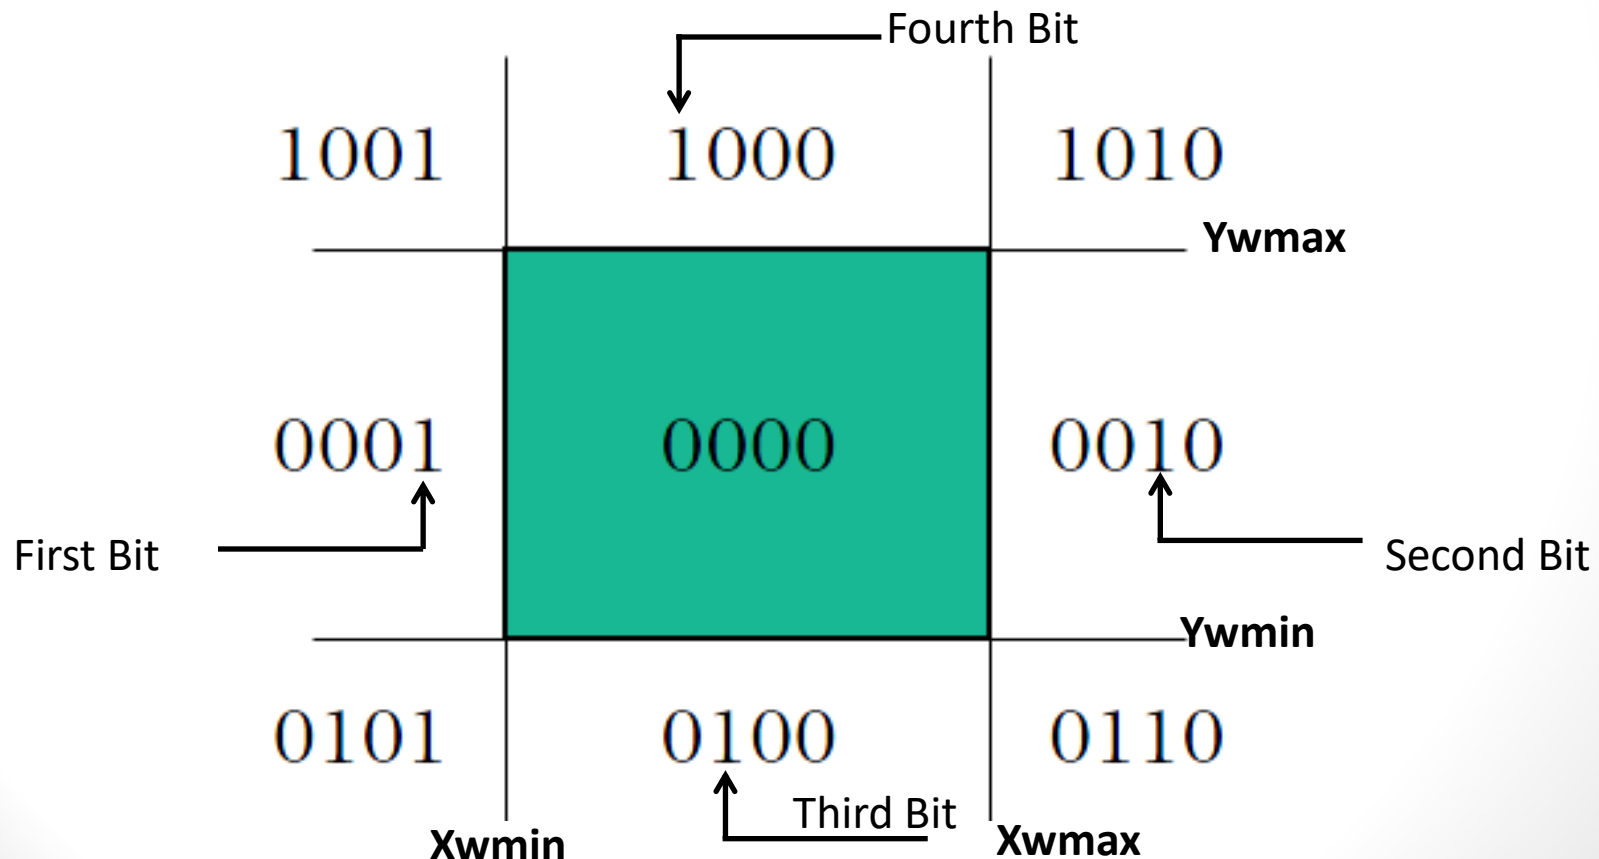 Fourth Bit
1001 1000 1010
Ywmax
0001 0000 0010
First Bit
Second Bit
Ywmin
0101 0100 0110
Third Bit
Xwmin
Xwmax